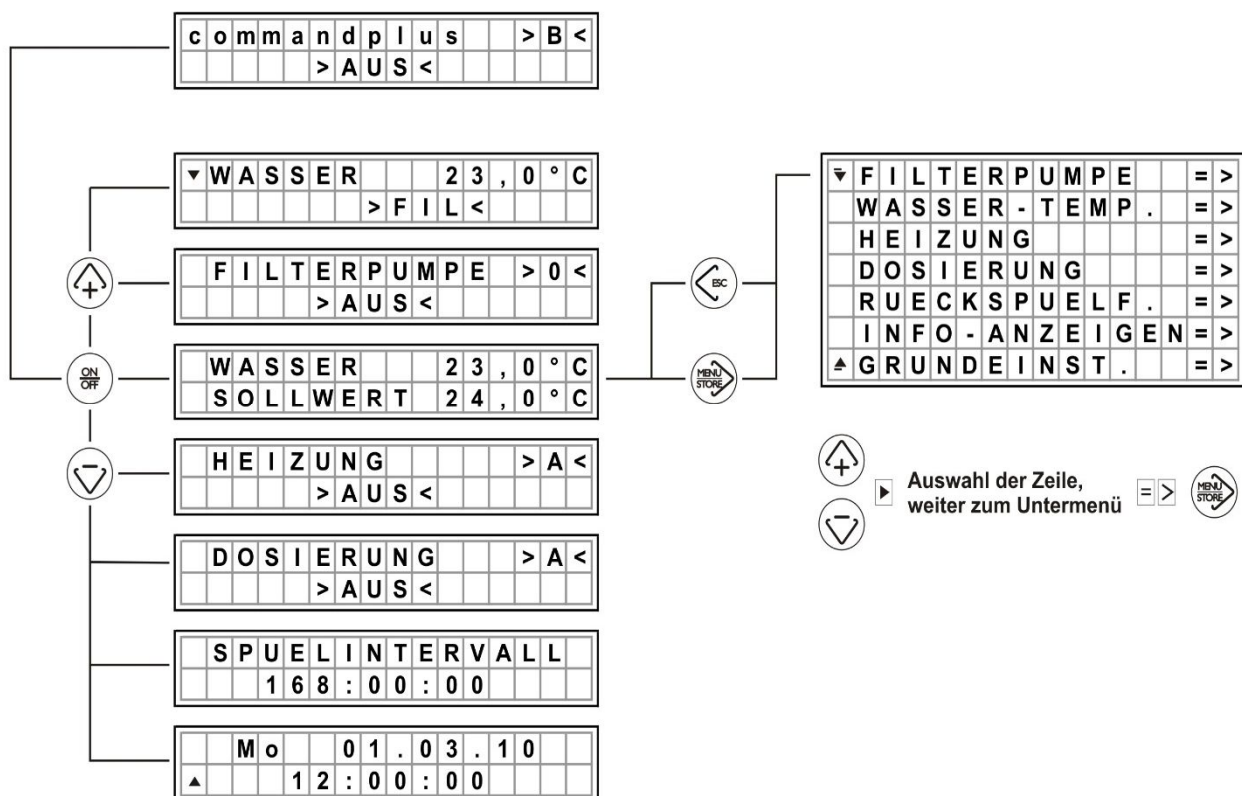 commandplus >B<
>AUS<
▼WASSER 23,0°C
>FIL<
FILTERPUMPE >0<
>AUS<
ON
OFF
WASSER 23,0°C
SOLLWERT 24,0°C
HEIZUNG >A<
>AUS<
DOSIERUNG >A<
>AUS<
SPUELINTERVALL
168:00:00
Mo 01.03.10
▲ 12:00:00
ESC
MENU
STORE
FILTERPUMPE =>
WASSER-TEMP. =>
HEIZUNG =>
DOSIERUNG =>
RUECKSPUELF. =>
INFO-ANZEIGEN=>
GRUNDEINST. =>
Auswahl der Zeile,
weiter zum Untermenü => MENU
STORE